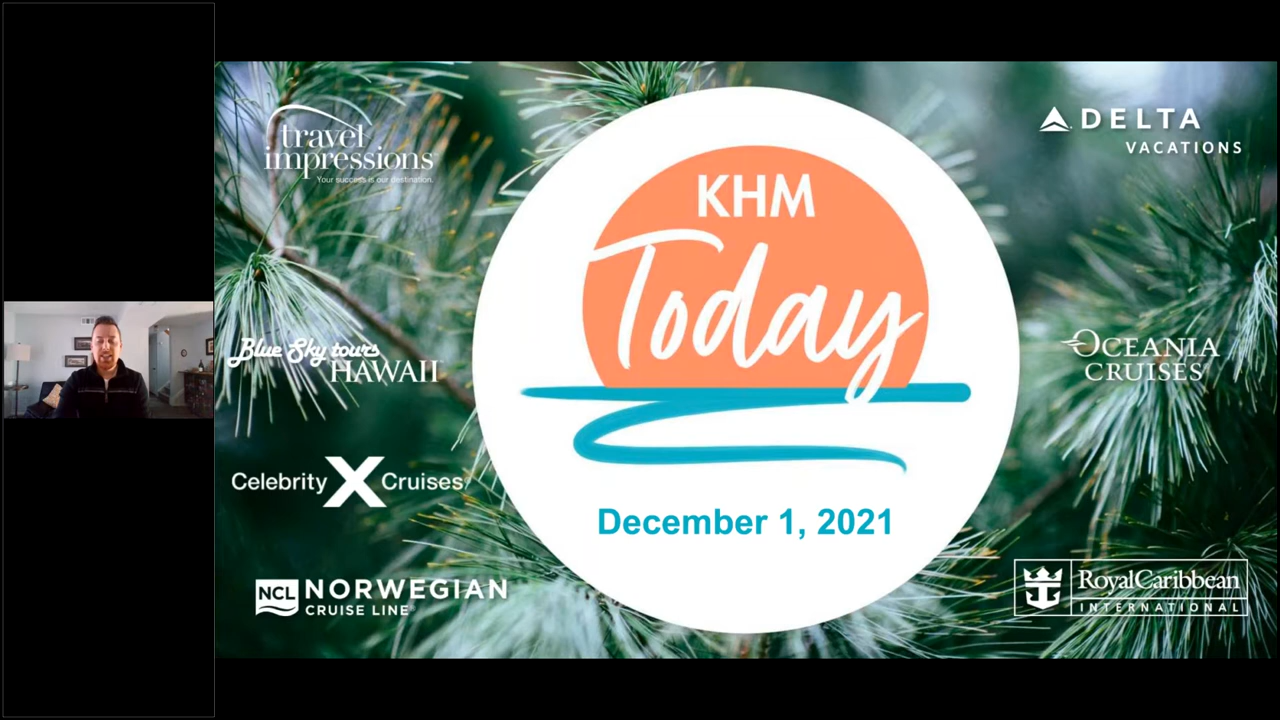 travel
impressions
Your success is our destination.
DELTA
VACATIONS
KHM
Today
Blue Sky tours
HAWAII
OCEANIA
CRUISES
Celebrity X Cruises
December 1, 2021
NCL NORWEGIAN
CRUISE LINE
RoyalCaribbean
INTERNATIONAL